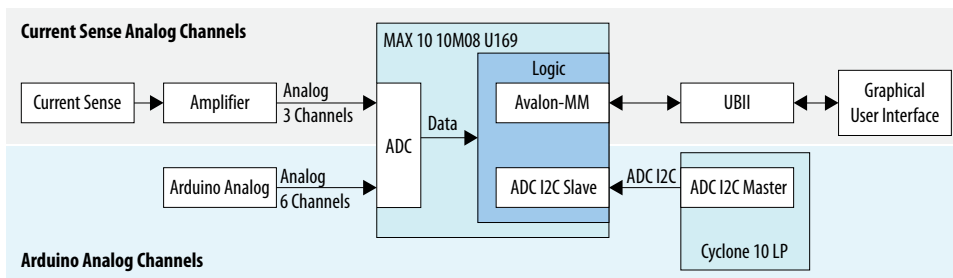 Current Sense Analog Channels
MAX 10 10M08 U169
Logic
Current Sense
Amplifier
Analog
3 Channels
ADC
Data
Avalon-MM
UBII
Graphical
User Interface
Arduino Analog
Analog
6 Channels
ADC I2C Slave
ADC I2C
ADC I2C Master
Cyclone 10 LP
Arduino Analog Channels